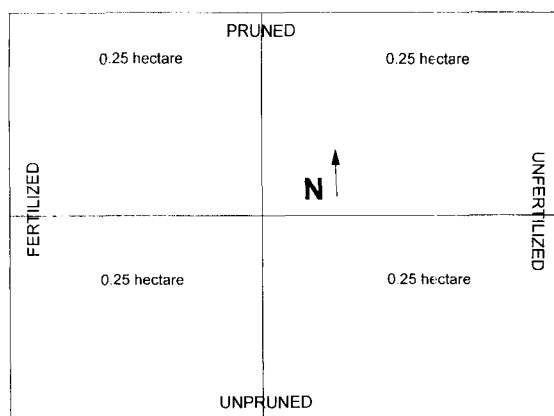 PRUNED
0.25 hectare
0.25 hectare
FERTILIZED
N
UNFERTILIZED
0.25 hectare
0.25 hectare
UNPRUNED